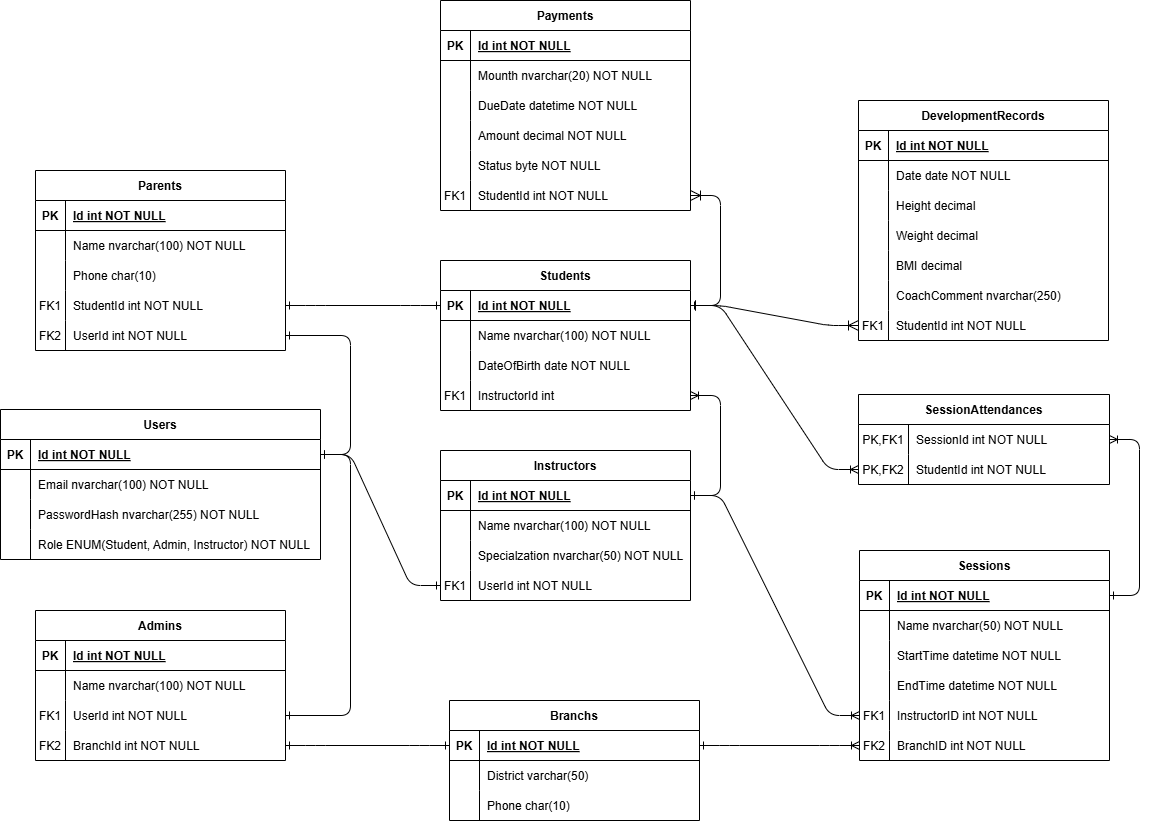 Payments
PK Id int NOT NULL
Mounth nvarchar(20) NOT NULL
DueDate datetime NOT NULL
Amount decimal NOT NULL
Status byte NOT NULL
FK1 StudentId int NOT NULL
DevelopmentRecords
PK Id int NOT NULL
Date date NOT NULL
Height decimal
Weight decimal
BMI decimal
CoachComment nvarchar(250)
FK1 StudentId int NOT NULL
Parents
PK Id int NOT NULL
Name nvarchar(100) NOT NULL
Phone char(10)
FK1 StudentId int NOT NULL
FK2 UserId int NOT NULL
Students
PK Id int NOT NULL
Name nvarchar(100) NOT NULL
DateOfBirth date NOT NULL
FK1 InstructorId int
SessionAttendances
PK,FK1 SessionId int NOT NULL
PK,FK2 StudentId int NOT NULL
Users
PK Id int NOT NULL
Email nvarchar(100) NOT NULL
PasswordHash nvarchar(255) NOT NULL
Role ENUM(Student, Admin, Instructor) NOT NULL
Instructors
PK Id int NOT NULL
Name nvarchar(100) NOT NULL
Specialzation nvarchar(50) NOT NULL
FK1 UserId int NOT NULL
Sessions
PK Id int NOT NULL
Name nvarchar(50) NOT NULL
StartTime datetime NOT NULL
EndTime datetime NOT NULL
FK1 InstructorID int NOT NULL
FK2 BranchID int NOT NULL
Admins
PK Id int NOT NULL
Name nvarchar(100) NOT NULL
FK1 UserId int NOT NULL
FK2 BranchId int NOT NULL
Branchs
PK Id int NOT NULL
District varchar(50)
Phone char(10)